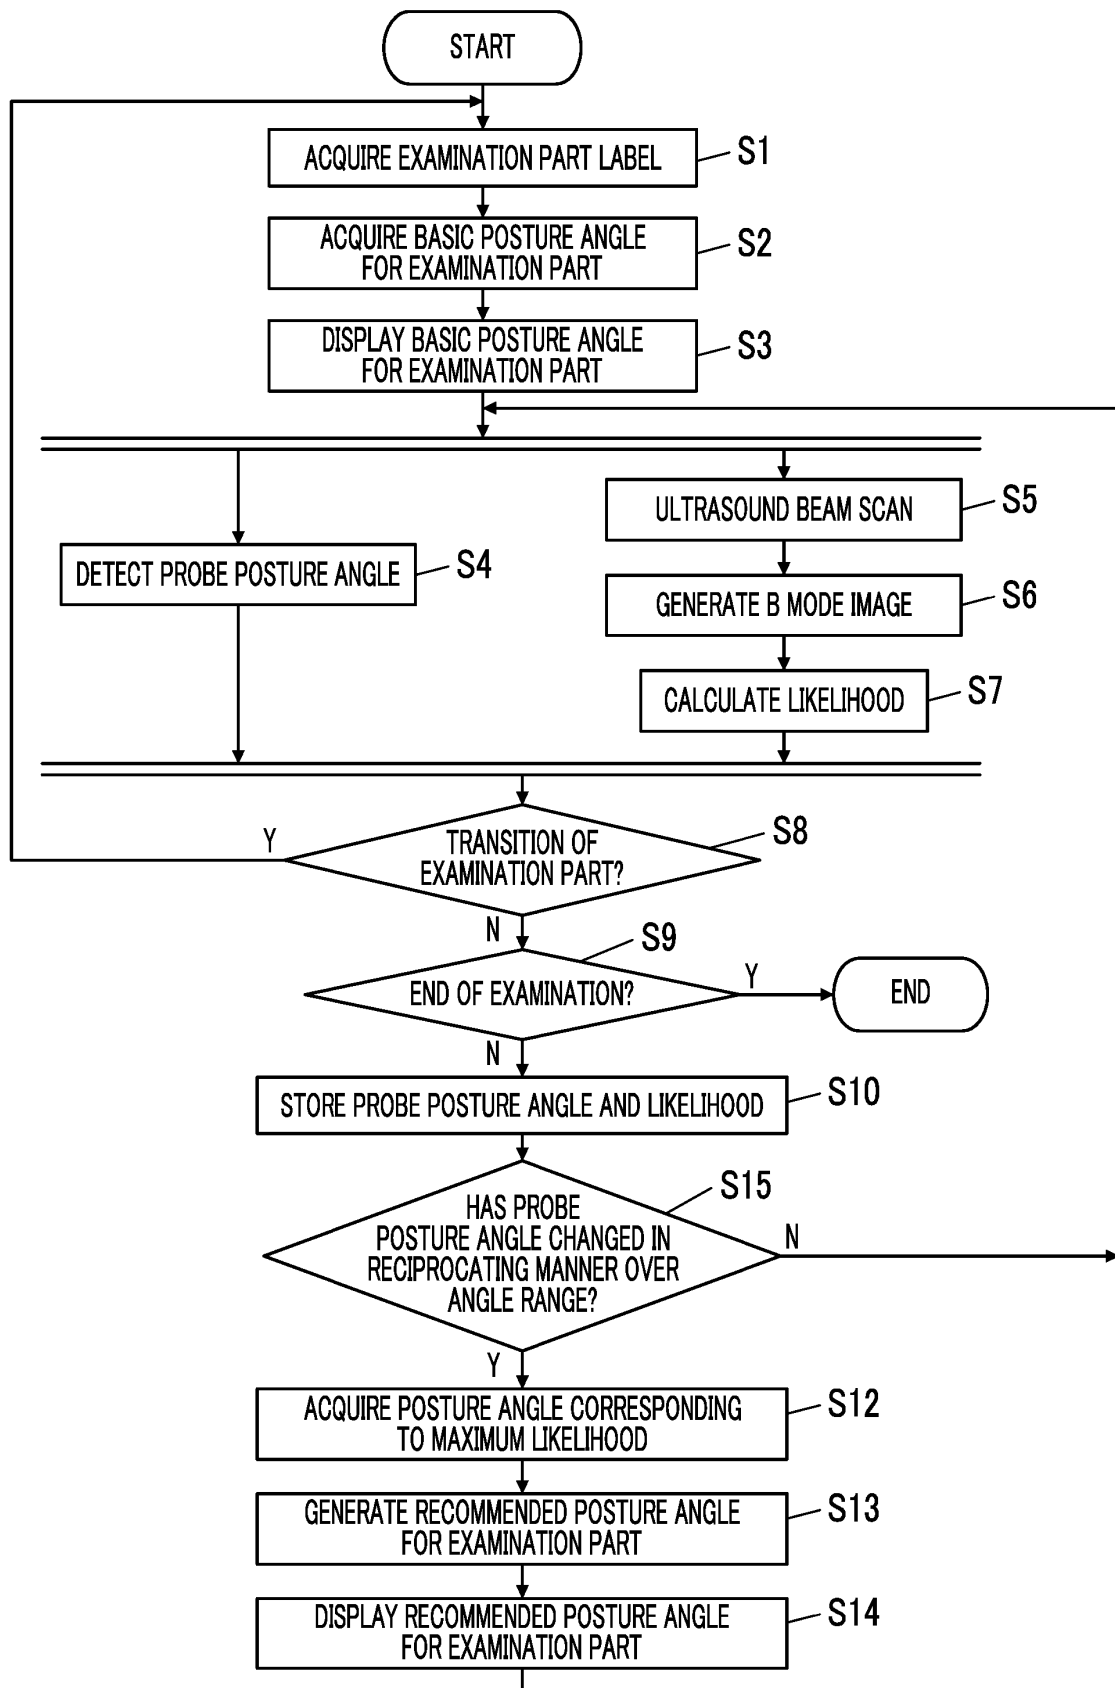 START
ACQUIRE EXAMINATION PART LABEL
S1
ACQUIRE BASIC POSTURE ANGLE
FOR EXAMINATION PART
S2
DISPLAY BASIC POSTURE ANGLE
FOR EXAMINATION PART
S3
DETECT PROBE POSTURE ANGLE
S4
ULTRASOUND BEAM SCAN
S5
GENERATE B MODE IMAGE
S6
CALCULATE LIKELIHOOD
S7
TRANSITION OF
EXAMINATION PART?
S8
Y
N
END OF EXAMINATION?
S9
Y
END
N
STORE PROBE POSTURE ANGLE AND LIKELIHOOD
S10
HAS PROBE
POSTURE ANGLE CHANGED IN
RECIPROCATING MANNER OVER
ANGLE RANGE?
S15
N
Y
ACQUIRE POSTURE ANGLE CORRESPONDING
TO MAXIMUM LIKELIHOOD
S12
GENERATE RECOMMENDED POSTURE ANGLE
FOR EXAMINATION PART
S13
DISPLAY RECOMMENDED POSTURE ANGLE
FOR EXAMINATION PART
S14